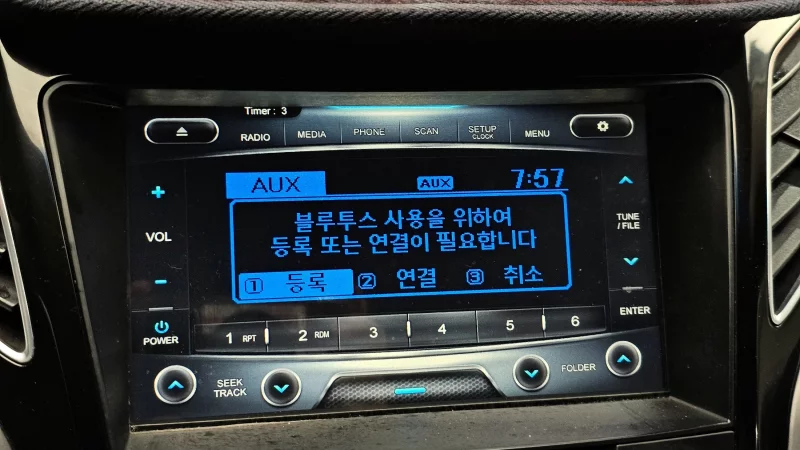 Timer : 3
RADIO MEDIA PHONE SCAN SETUP CLOCK MENU
AUX AUX 7:57
VOL
TUNE
/ FILE
블루투스 사용을 위하여
등록 또는 연결이 필요합니다
1 등록 2 연결 3 취소
POWER
ENTER
1 RPT 2 RDM 3 4 5 6
SEEK
TRACK
FOLDER